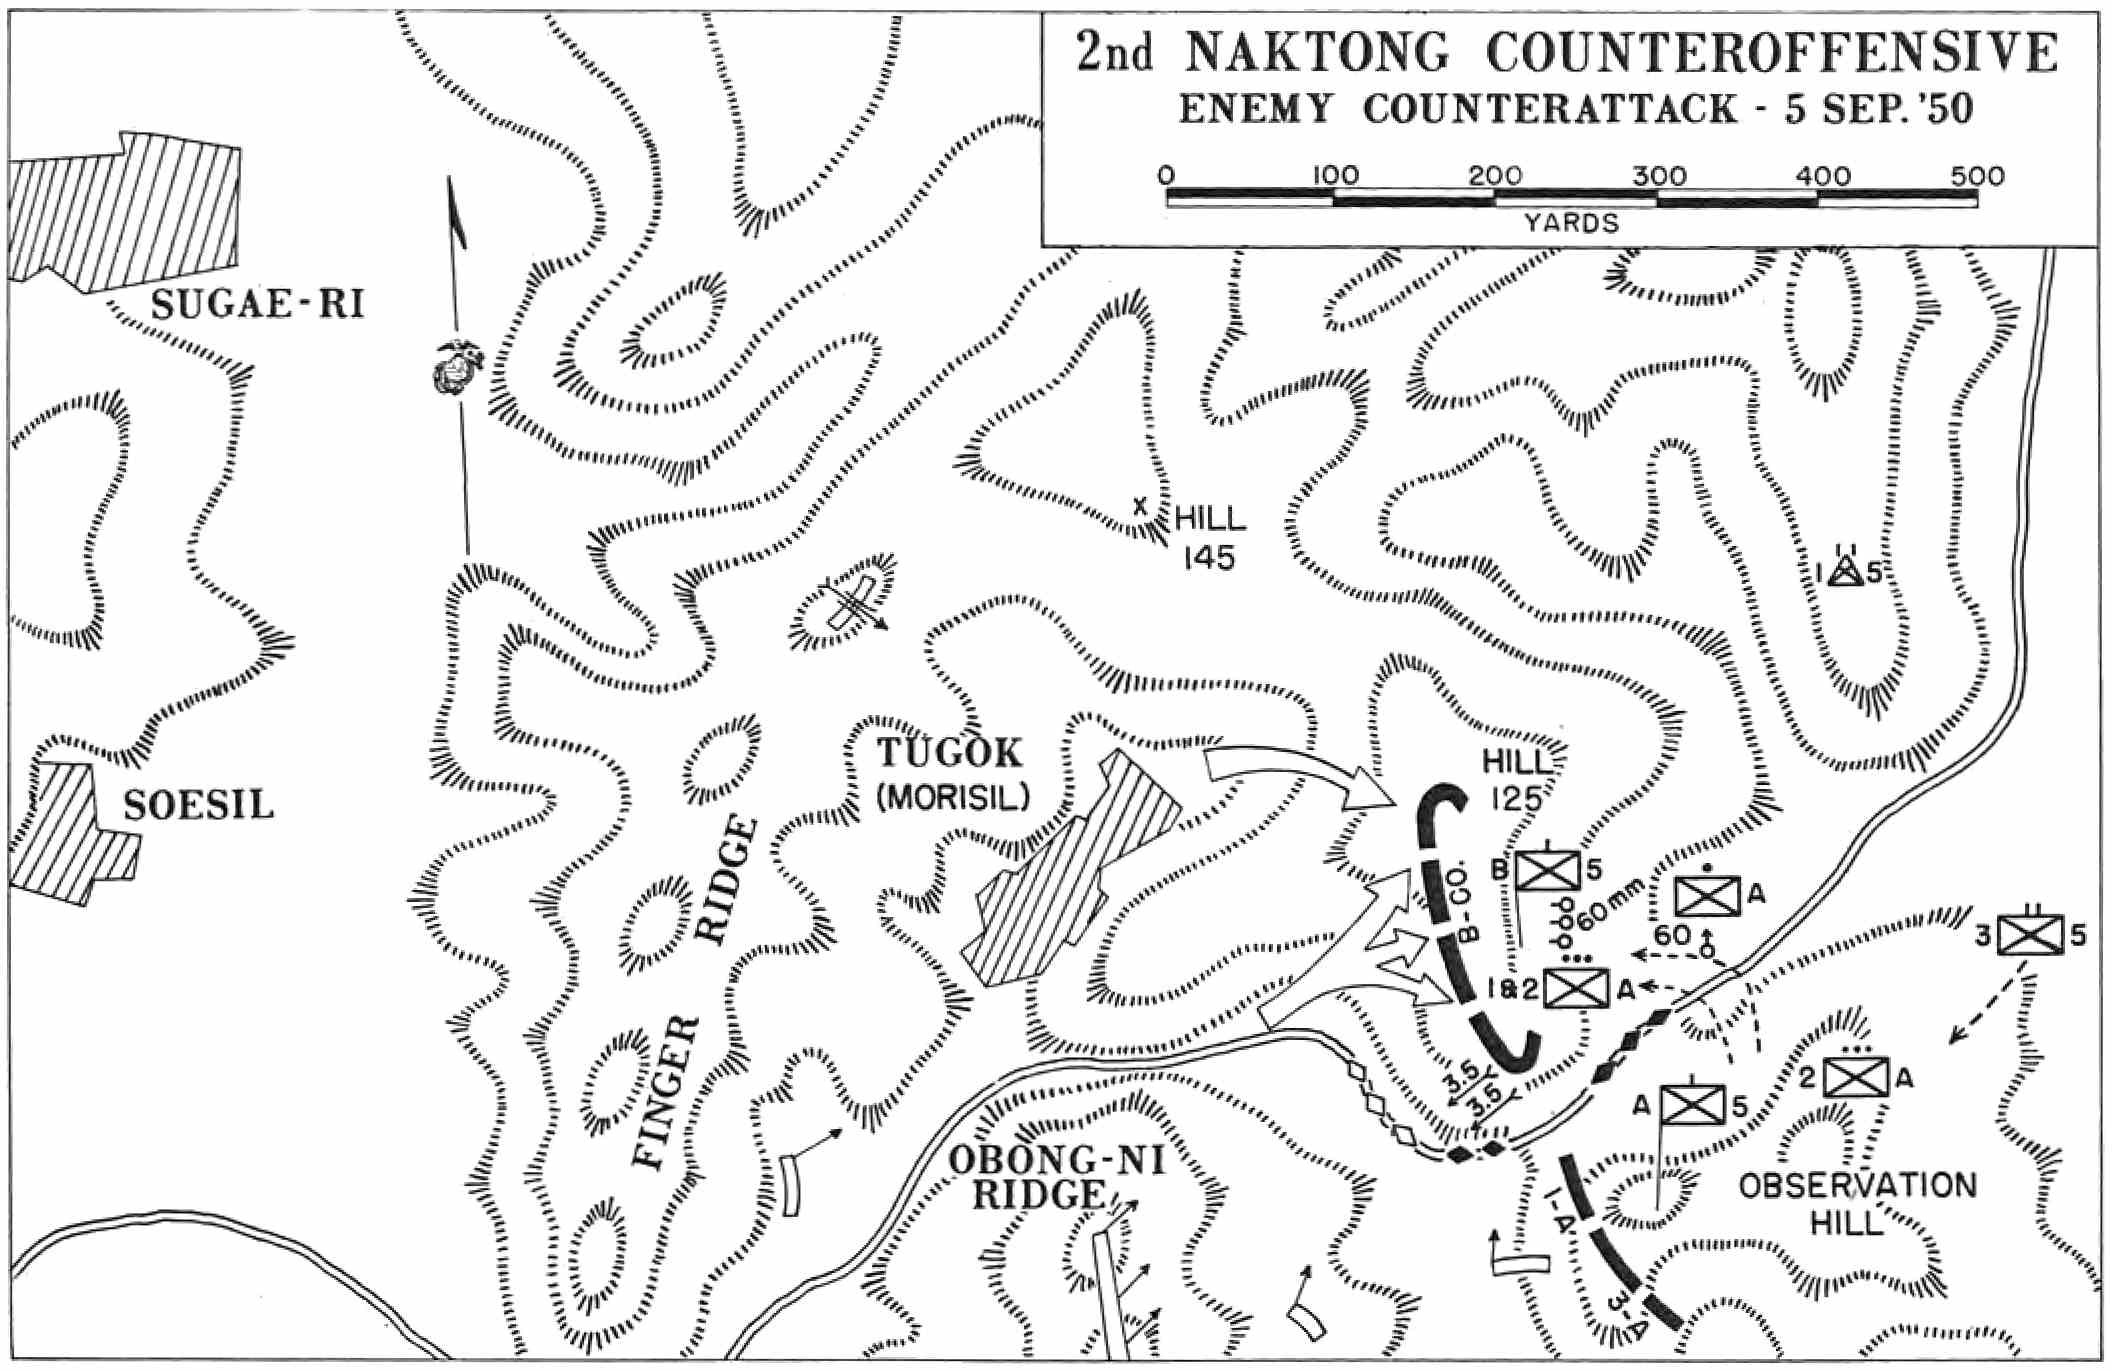 2nd NAKTONG COUNTEROFFENSIVE
ENEMY COUNTERATTACK - 5 SEP. '50
0 100 200 300 400 500
YARDS
SUGAE-RI
X HILL
145
1 5
TUGOK
(MORISIL)
HILL
125
SOESIL
FINGER RIDGE
B-CO.
B 5
60mm
A
60
3 5
1&2 A
3.5
3.5
2 A
A 5
OBONG-NI
RIDGE
OBSERVATION
HILL
1-A
3-A